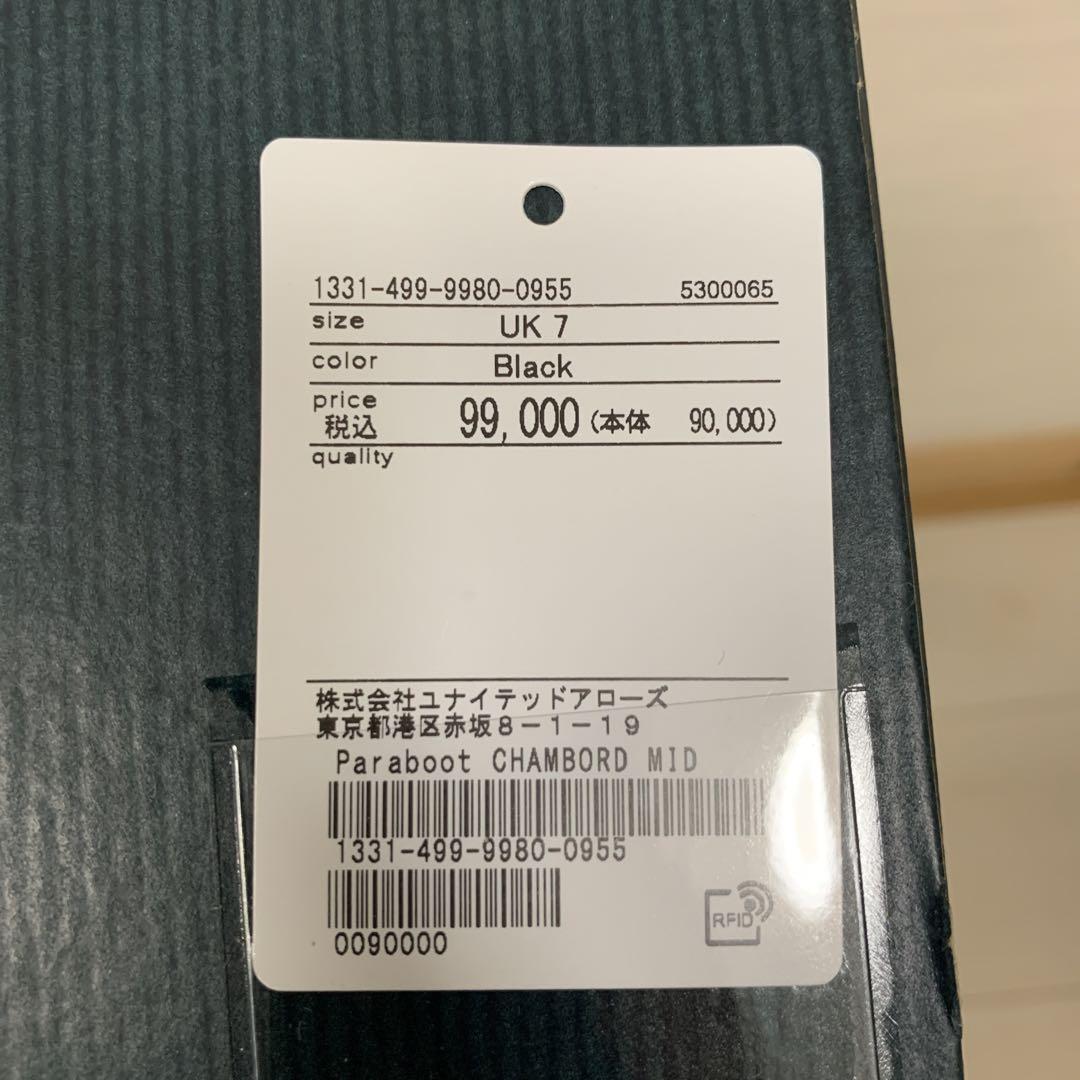 1331-499-9980-0955 5300065
size UK 7
color Black
price
税込 99,000 (本体 90,000)
quality
株式会社ユナイテッドアローズ
東京都港区赤坂8-1-19
Paraboot CHAMBORD MID
1331-499-9980-0955
RFID
0090000